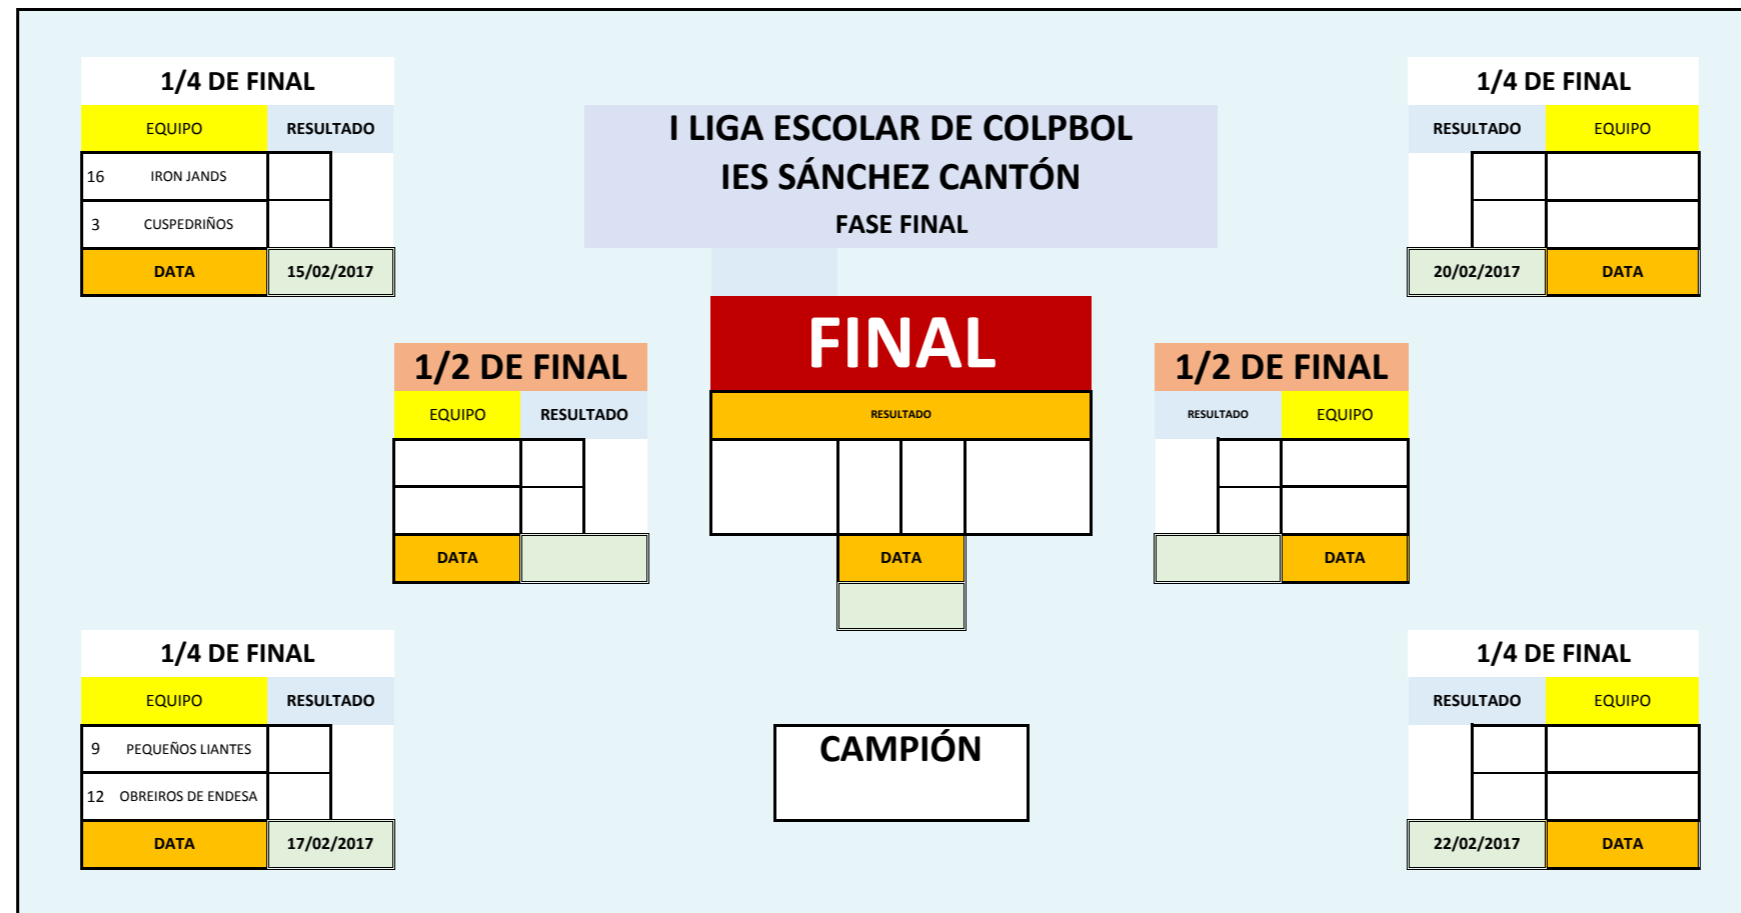 1/4 DE FINAL
1/4 DE FINAL
EQUIPO RESULTADO
I LIGA ESCOLAR DE COLPBOL
RESULTADO EQUIPO
16 IRON JANDS
IES SÁNCHEZ CANTÓN
3 CUSPEDRIÑOS
FASE FINAL
DATA 15/02/2017
20/02/2017 DATA
FINAL
1/2 DE FINAL
1/2 DE FINAL
EQUIPO RESULTADO
RESULTADO
RESULTADO EQUIPO
DATA
DATA
DATA
1/4 DE FINAL
1/4 DE FINAL
EQUIPO RESULTADO
RESULTADO EQUIPO
9 PEQUEÑOS LIANTES
CAMPIÓN
12 OBREIROS DE ENDESA
DATA 17/02/2017
22/02/2017 DATA